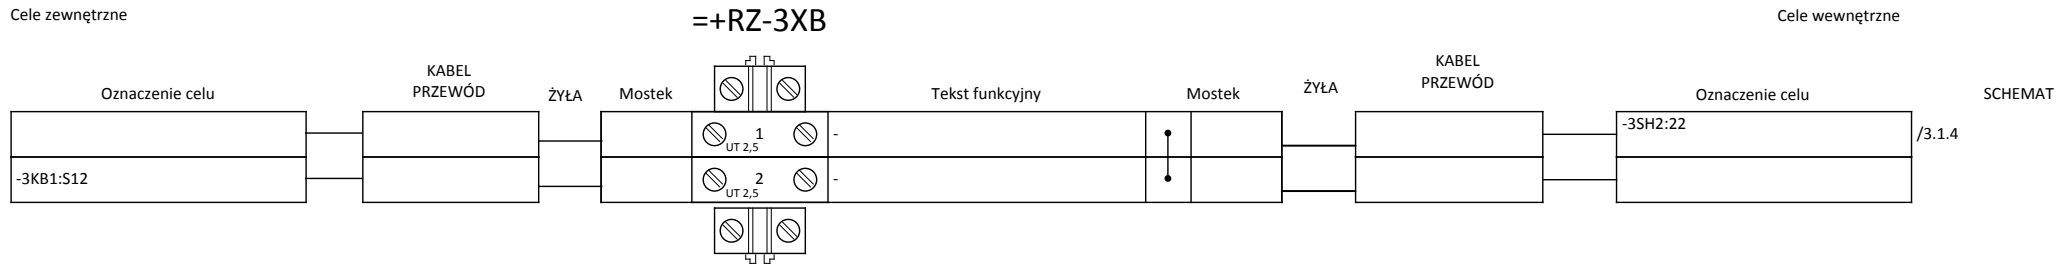 Cele zewnętrzne
=+RZ-3XB
Cele wewnętrzne
Oznaczenie celu
KABEL
PRZEWÓD
ŻYŁA
Mostek
Tekst funkcyjny
Mostek
ŻYŁA
KABEL
PRZEWÓD
Oznaczenie celu
SCHEMAT
1
UT 2,5
-
-3SH2:22
/3.1.4
-3KB1:S12
2
UT 2,5
-